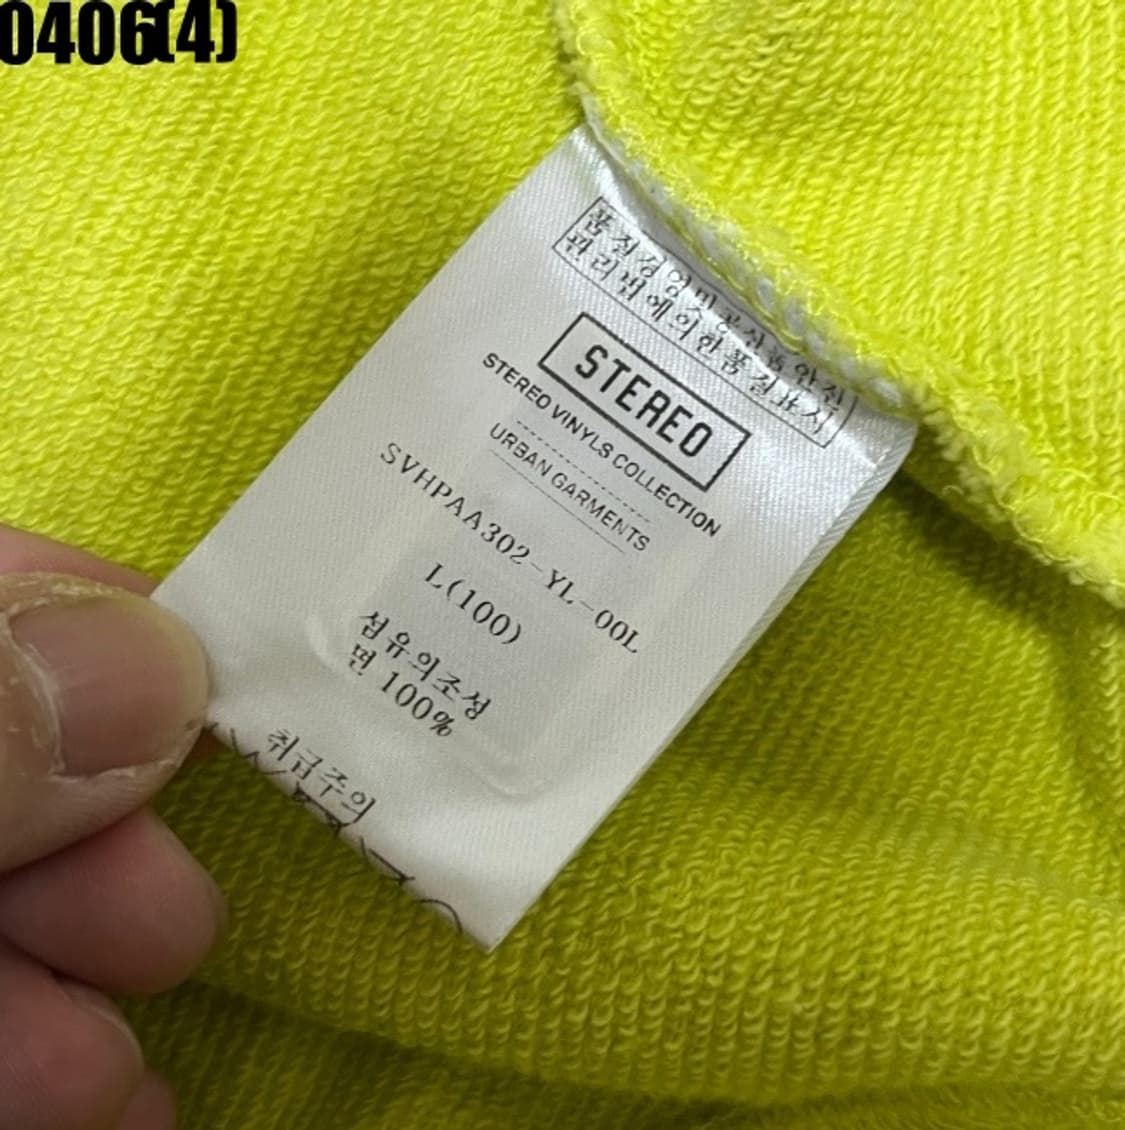 0406(4)
품질경영및공산품안전
관리법에의한품질표시
STEREO
STEREO VINYLS COLLECTION
URBAN GARMENTS
SVHPAA302-YL-00L
L(100)
섬유의조성
면 100%
취급주의